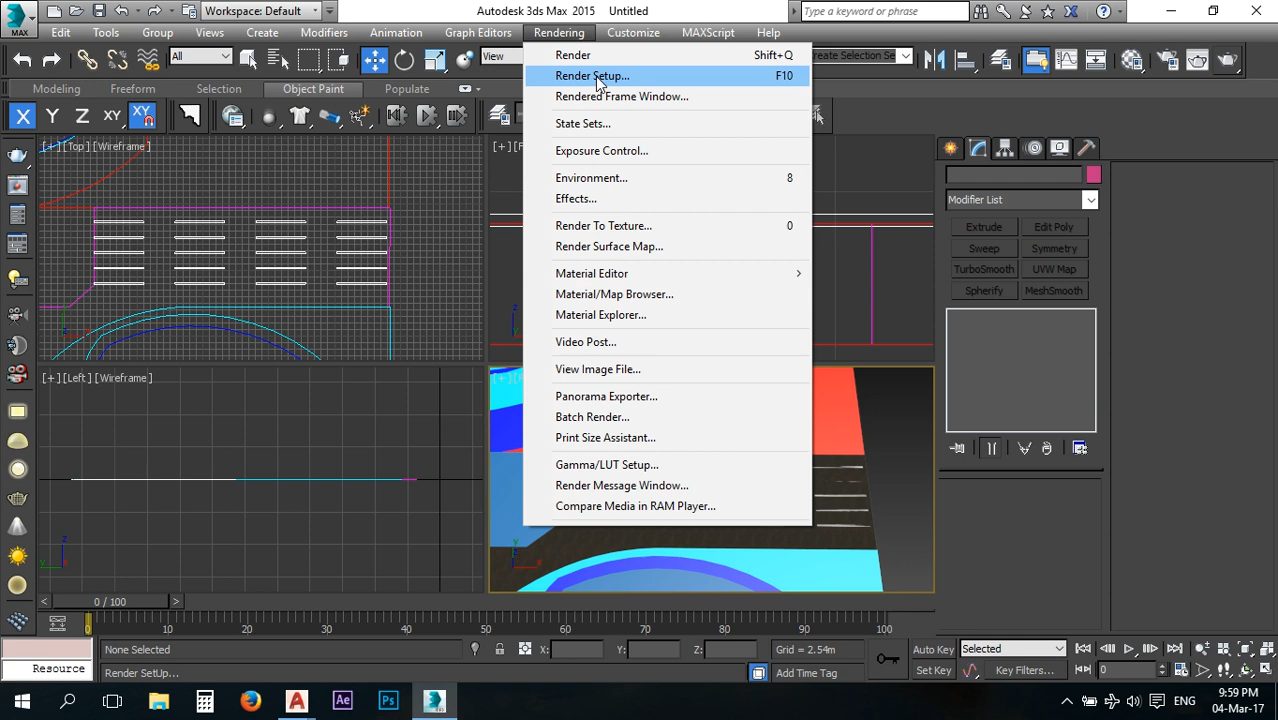 MAX
Workspace: Default
Autodesk 3ds Max 2015 Untitled
Type a keyword or phrase
Edit Tools Group Views Create Modifiers Animation Graph Editors Rendering Customize MAXScript Help
All
View
Create Selection Se
Modeling Freeform Selection Object Paint Populate
X Y Z XY XY
Render Shift+Q
Render Setup... F10
Rendered Frame Window...
State Sets...
Exposure Control...
Environment... 8
Effects...
Render To Texture... 0
Render Surface Map...
Material Editor
Material/Map Browser...
Material Explorer...
Video Post...
View Image File...
Panorama Exporter...
Batch Render...
Print Size Assistant...
Gamma/LUT Setup...
Render Message Window...
Compare Media in RAM Player...
[+] [Top] [Wireframe]
[+] [Left] [Wireframe]
Modifier List
Extrude Edit Poly
Sweep Symmetry
TurboSmooth UVW Map
Spherify MeshSmooth
0 / 100
0 10 20 30 40 50 60 70 80 90 100
None Selected X: Y: Z: Grid = 2.54m Auto Key Selected
Resource Render SetUp... Add Time Tag Set Key Key Filters... 0
Ae Ps
ENG
9:59 PM
04-Mar-17